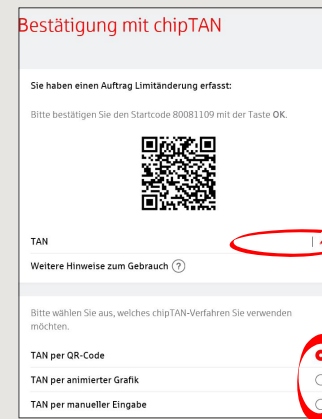 Bestätigung mit chipTAN
Sie haben einen Auftrag Limitänderung erfasst:
Bitte bestätigen Sie den Startcode 80081109 mit der Taste OK.
TAN
Weitere Hinweise zum Gebrauch ?
Bitte wählen Sie aus, welches chipTAN-Verfahren Sie verwenden
möchten.
TAN per QR-Code
TAN per animierter Grafik
TAN per manueller Eingabe